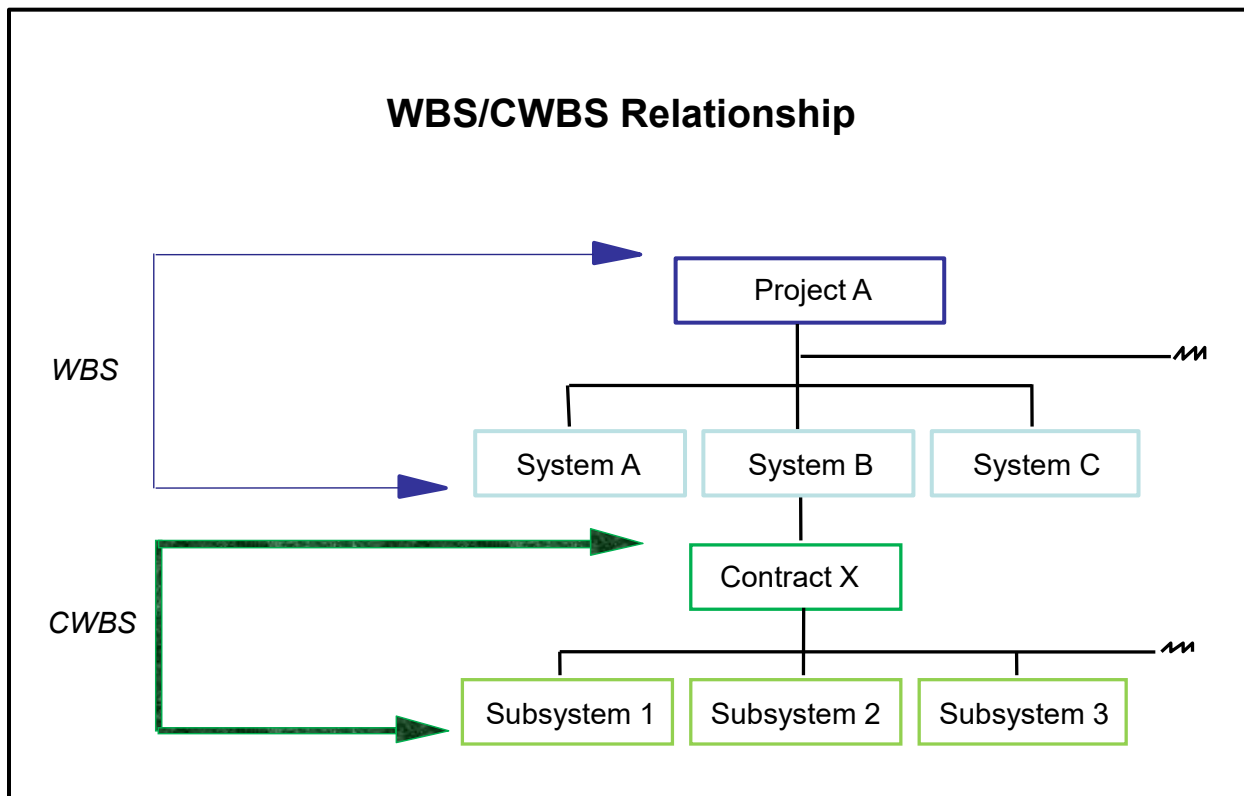 WBS/CWBS Relationship
Project A
WBS
System A
System B
System C
Contract X
CWBS
Subsystem 1
Subsystem 2
Subsystem 3